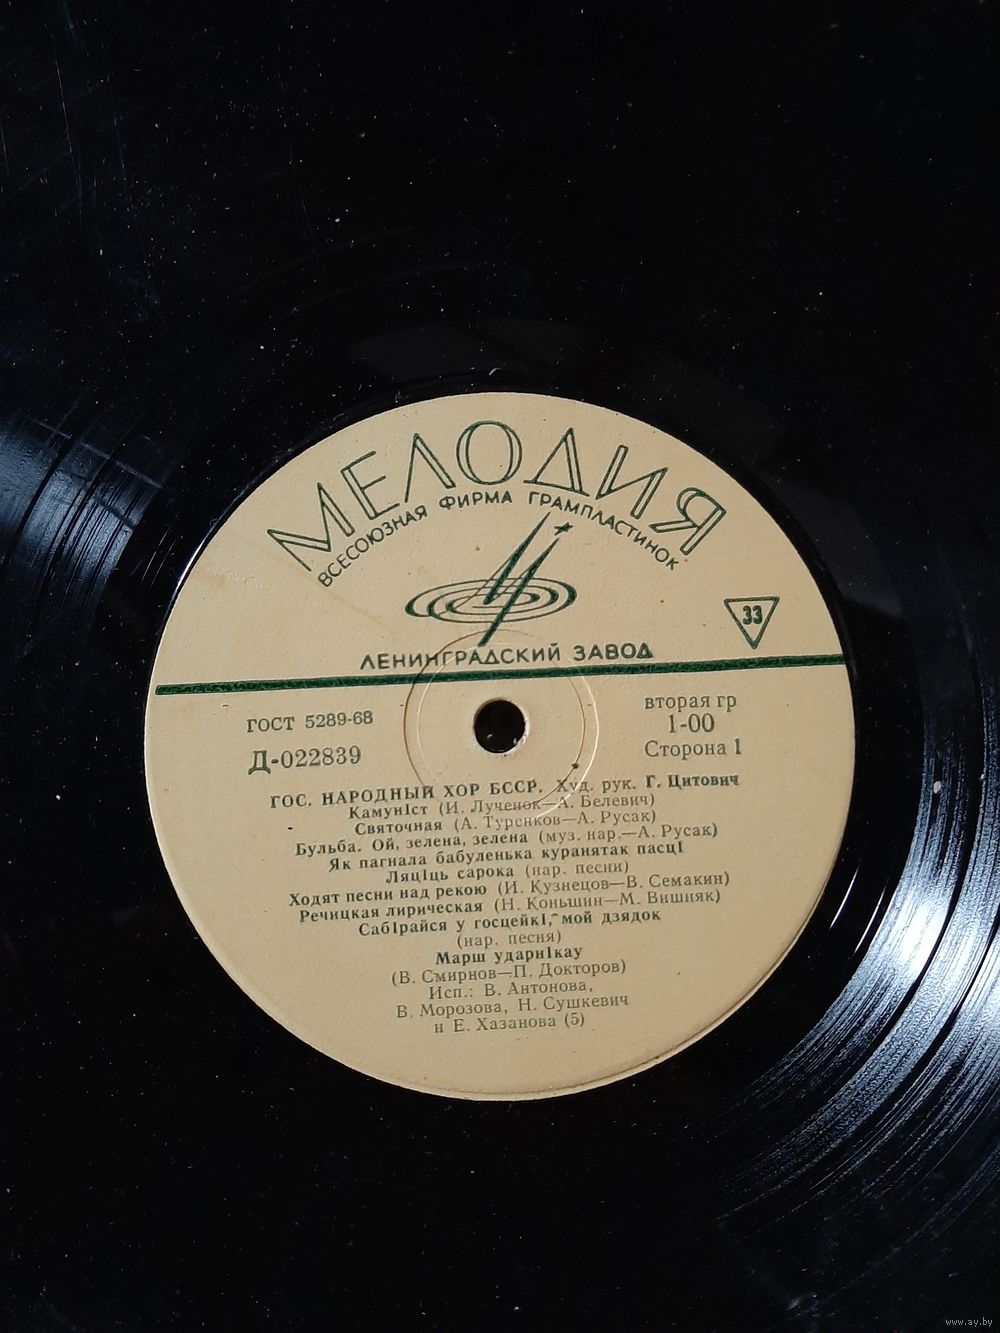 МЕЛОДИЯ
ВСЕСОЮЗНАЯ ФИРМА ГРАМПЛАСТИНОК
33
ЛЕНИНГРАДСКИЙ ЗАВОД
ГОСТ 5289-68
Д-022839
вторая гр
1-00
Сторона 1
ГОС. НАРОДНЫЙ ХОР БССР. Худ. рук. Г. Цитович
КамунIст (И. Лученок—А. Белевич)
Святочная (А. Туренков—А. Русак)
Бульба. Ой, зелена, зелена (муз. нар.—А. Русак)
Як пагнала бабуленька куранятак пасцI
ЛяцIць сарока (нар. песни)
Ходят песни над рекою (И. Кузнецов—В. Семакин)
Речицкая лирическая (Н. Коньшин—М. Вишняк)
СабIрайся у госцейкI, мой дзядок
(нар. песня)
Марш ударнIкау
(В. Смирнов—П. Докторов)
Исп.: В. Антонова,
В. Морозова, Н. Сушкевич
и Е. Хазанова (5)
www.ay.by